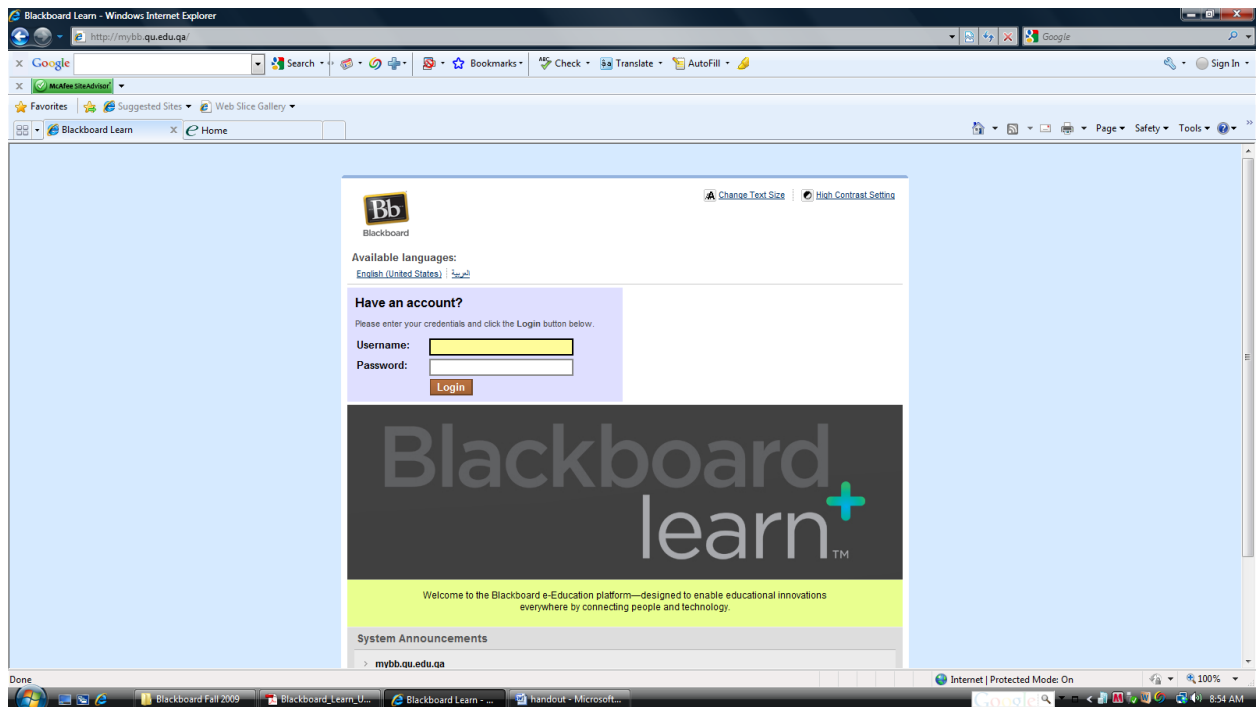 Blackboard Learn - Windows Internet Explorer
http://mybb.qu.edu.qa/
Google
x Google
Search
Bookmarks
Check
Translate
AutoFill
Sign In
X McAfee SiteAdvisor
Favorites
Suggested Sites
Web Slice Gallery
Blackboard Learn
x
Home
Page
Safety
Tools
Bb
Blackboard
Change Text Size
High Contrast Setting
Available languages:
English (United States)
العربية
Have an account?
Please enter your credentials and click the Login button below.
Username:
Password:
Login
Blackboard
learn+ TM
Welcome to the Blackboard e-Education platform—designed to enable educational innovations
everywhere by connecting people and technology.
System Announcements
> mybb.qu.edu.qa
Done
Internet | Protected Mode: On
100%
Blackboard Fall 2009
Blackboard_Learn_U...
Blackboard Learn - ...
handout - Microsoft...
Google
8:54 AM